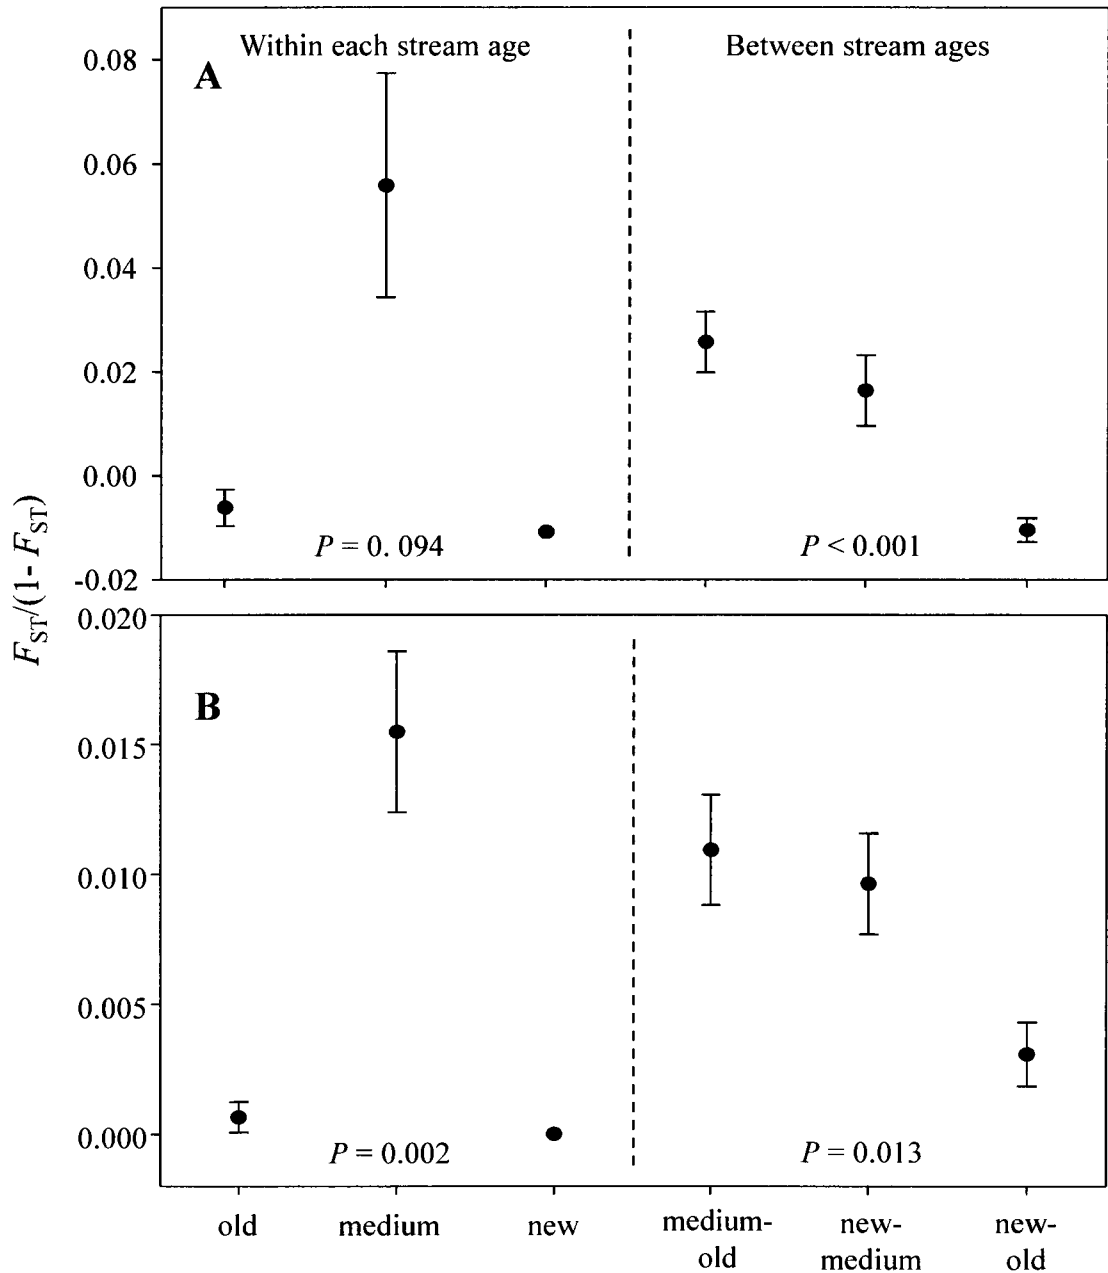 Within each stream age
Between stream ages
A
0.08
0.06
0.04
0.02
0.00
-0.02
P = 0. 094
P < 0.001
F_ST/(1- F_ST)
B
0.020
0.015
0.010
0.005
0.000
P = 0.002
P = 0.013
old
medium
new
medium-
old
new-
medium
new-
old